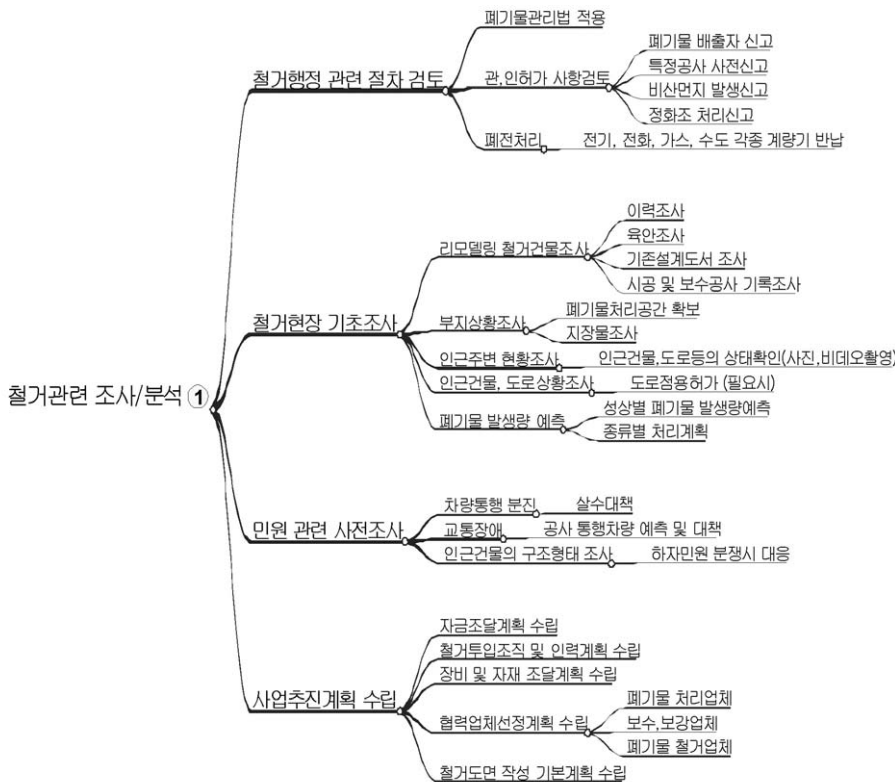 철거관련 조사/분석 ①
철거행정 관련 절차 검토
폐기물관리법 적용
관,인허가 사항검토
폐기물 배출자 신고
특정공사 사전신고
비산먼지 발생신고
정화조 처리신고
폐전처리
전기, 전화, 가스, 수도 각종 계량기 반납
철거현장 기초조사
리모델링 철거건물조사
이력조사
육안조사
기존설계도서 조사
시공 및 보수공사 기록조사
부지상황조사
폐기물처리공간 확보
지장물조사
인근주변 현황조사
인근건물,도로등의 상태확인(사진,비데오촬영)
인근건물, 도로상황조사
도로점용허가 (필요시)
폐기물 발생량 예측
성상별 폐기물 발생량예측
종류별 처리계획
민원 관련 사전조사
차량통행 분진
살수대책
교통장애
공사 통행차량 예측 및 대책
인근건물의 구조형태 조사
하자민원 분쟁시 대응
사업추진계획 수립
자금조달계획 수립
철거투입조직 및 인력계획 수립
장비 및 자재 조달계획 수립
협력업체선정계획 수립
폐기물 처리업체
보수,보강업체
폐기물 철거업체
철거도면 작성 기본계획 수립